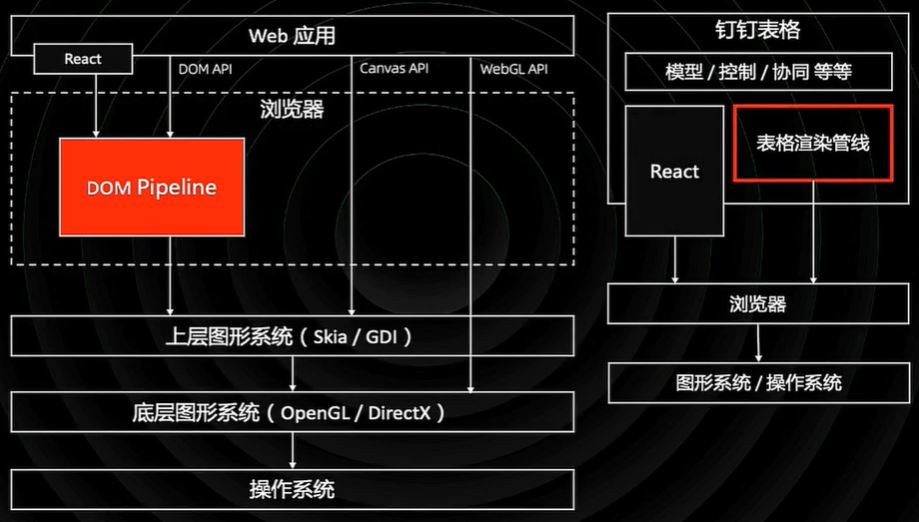 Web 应用
React
DOM API
Canvas API
WebGL API
浏览器
DOM Pipeline
上层图形系统（Skia / GDI ）
底层图形系统（OpenGL / DirectX ）
操作系统
钉钉表格
模型 / 控制 / 协同 等等
React
表格渲染管线
浏览器
图形系统 / 操作系统